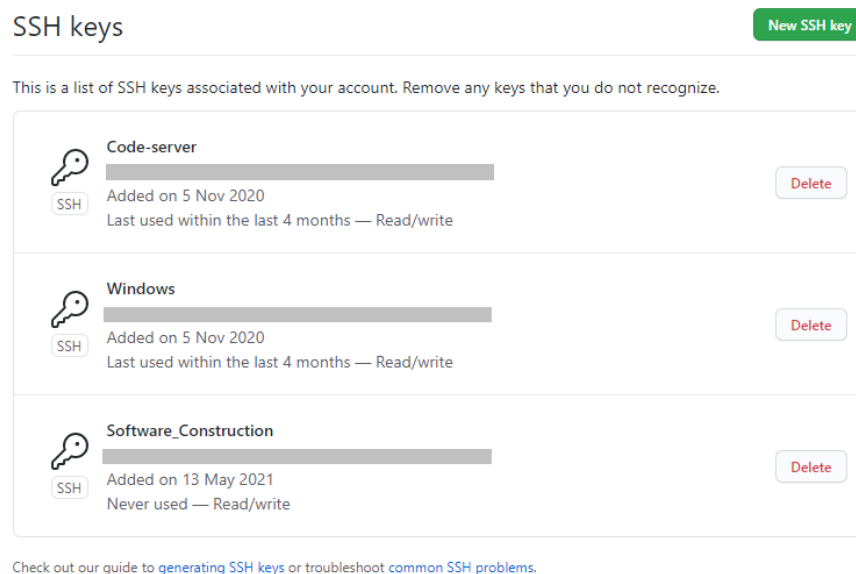 SSH keys
New SSH key
This is a list of SSH keys associated with your account. Remove any keys that you do not recognize.
Code-server
SSH
Added on 5 Nov 2020
Last used within the last 4 months — Read/write
Delete
Windows
SSH
Added on 5 Nov 2020
Last used within the last 4 months — Read/write
Delete
Software_Construction
SSH
Added on 13 May 2021
Never used — Read/write
Delete
Check out our guide to generating SSH keys or troubleshoot common SSH problems.